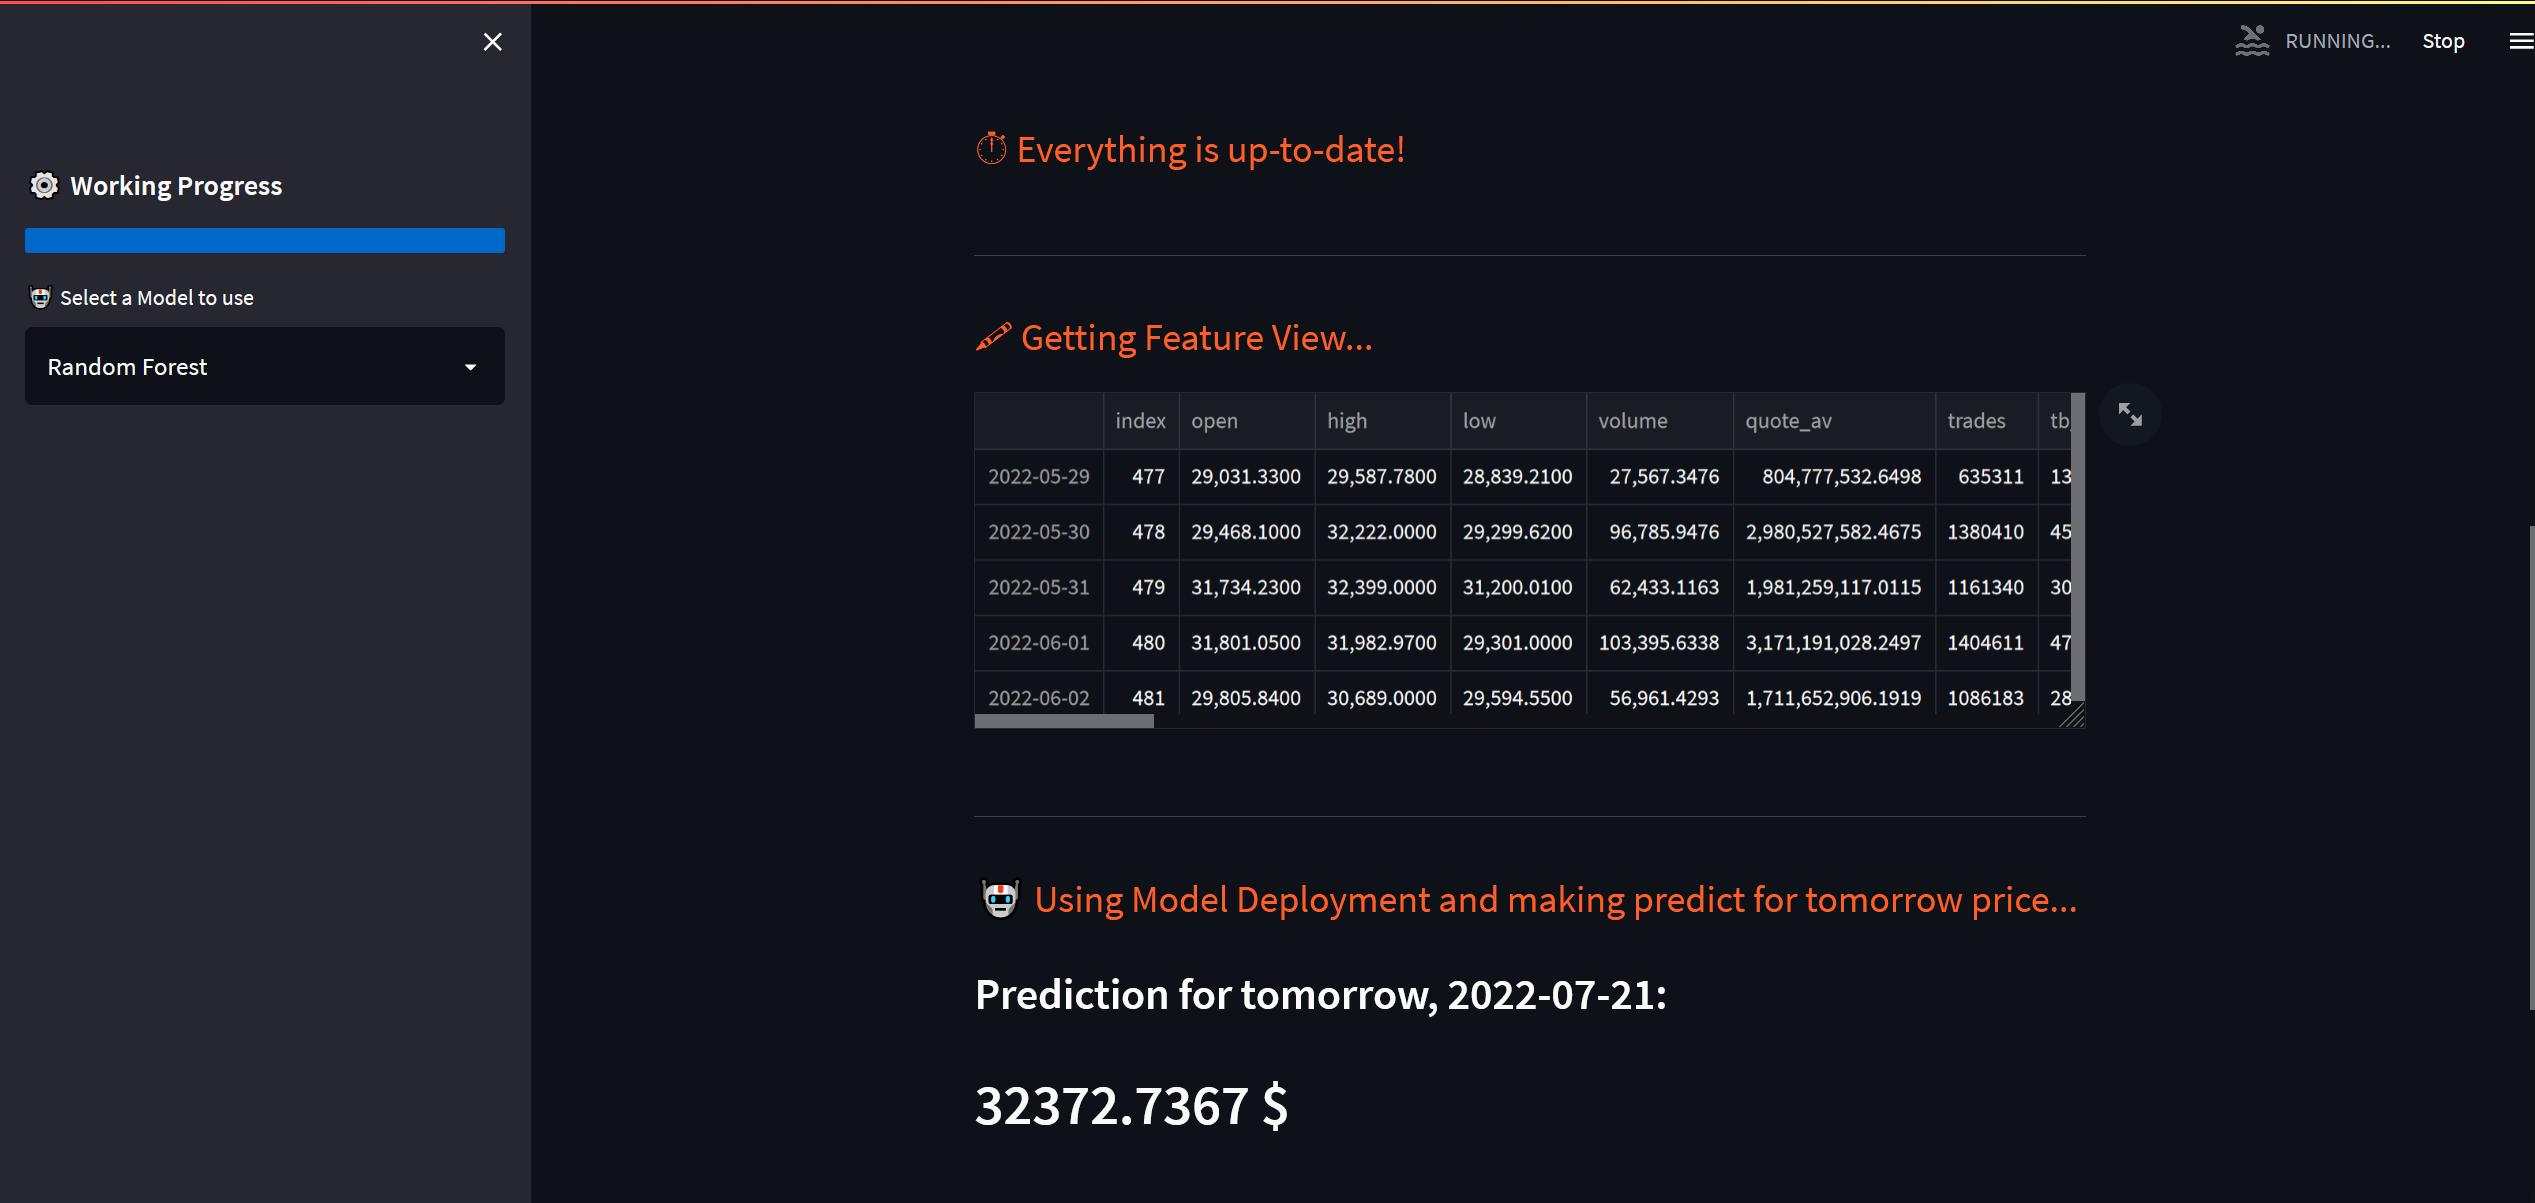 RUNNING...
Stop
Working Progress
Select a Model to use
Random Forest
Everything is up-to-date!
Getting Feature View...
index open high low volume quote_av trades tb
2022-05-29 477 29,031.3300 29,587.7800 28,839.2100 27,567.3476 804,777,532.6498 635311 13
2022-05-30 478 29,468.1000 32,222.0000 29,299.6200 96,785.9476 2,980,527,582.4675 1380410 45
2022-05-31 479 31,734.2300 32,399.0000 31,200.0100 62,433.1163 1,981,259,117.0115 1161340 30
2022-06-01 480 31,801.0500 31,982.9700 29,301.0000 103,395.6338 3,171,191,028.2497 1404611 47
2022-06-02 481 29,805.8400 30,689.0000 29,594.5500 56,961.4293 1,711,652,906.1919 1086183 28
Using Model Deployment and making predict for tomorrow price...
Prediction for tomorrow, 2022-07-21:
32372.7367 $